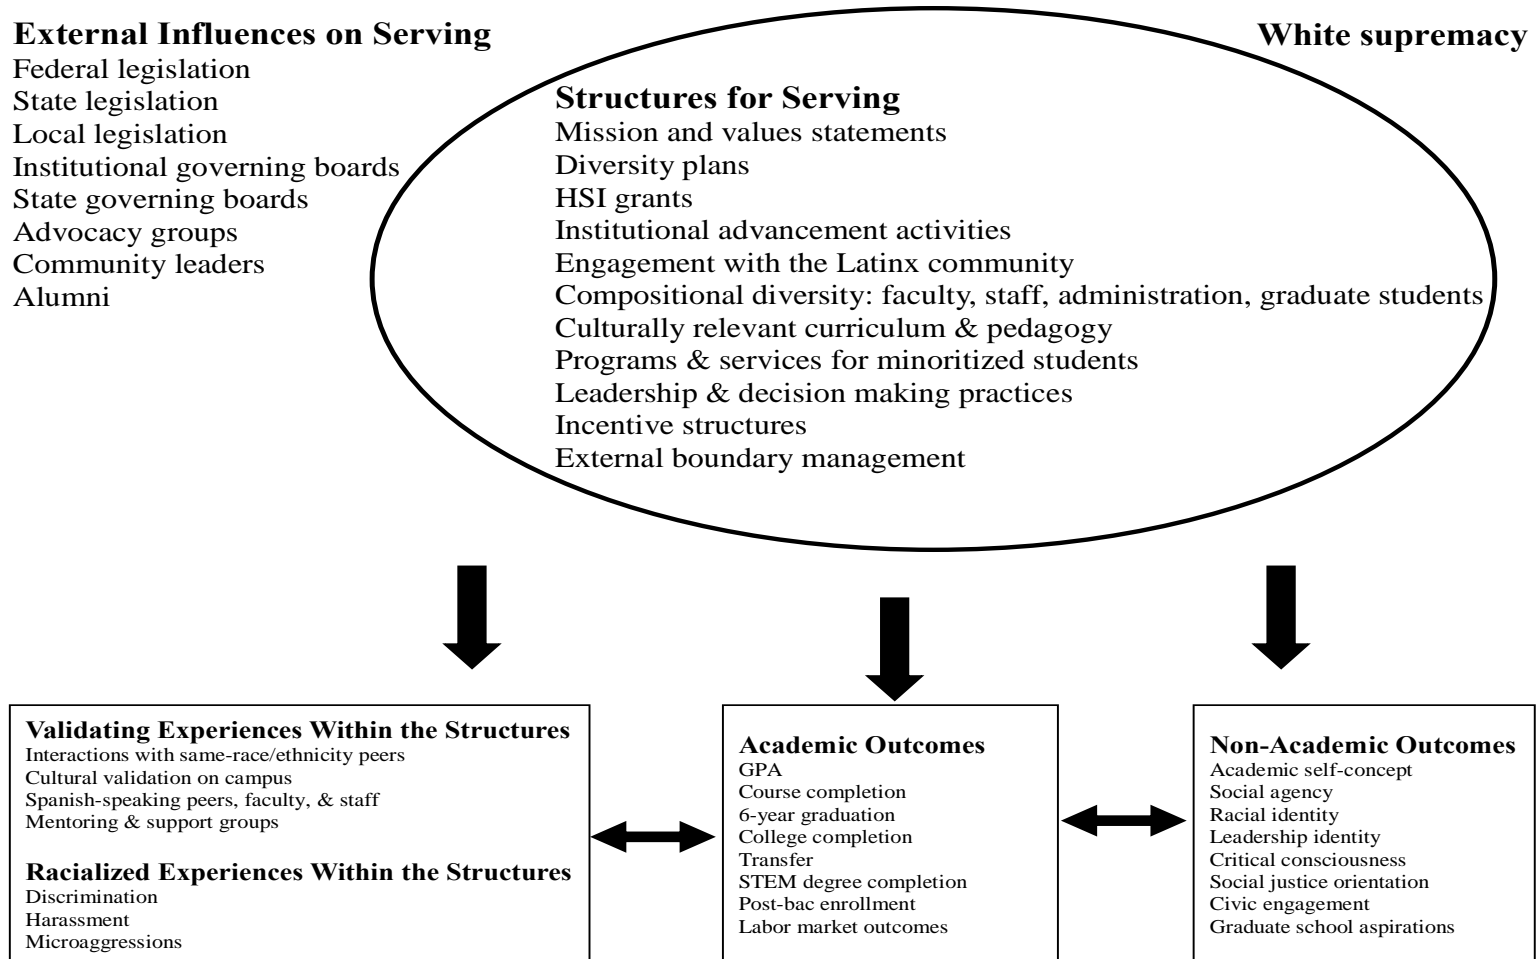 External Influences on Serving
Federal legislation
State legislation
Local legislation
Institutional governing boards
State governing boards
Advocacy groups
Community leaders
Alumni
White supremacy
Structures for Serving
Mission and values statements
Diversity plans
HSI grants
Institutional advancement activities
Engagement with the Latinx community
Compositional diversity: faculty, staff, administration, graduate students
Culturally relevant curriculum & pedagogy
Programs & services for minoritized students
Leadership & decision making practices
Incentive structures
External boundary management
Validating Experiences Within the Structures
Interactions with same-race/ethnicity peers
Cultural validation on campus
Spanish-speaking peers, faculty, & staff
Mentoring & support groups
Racialized Experiences Within the Structures
Discrimination
Harassment
Microaggressions
Academic Outcomes
GPA
Course completion
6-year graduation
College completion
Transfer
STEM degree completion
Post-bac enrollment
Labor market outcomes
Non-Academic Outcomes
Academic self-concept
Social agency
Racial identity
Leadership identity
Critical consciousness
Social justice orientation
Civic engagement
Graduate school aspirations